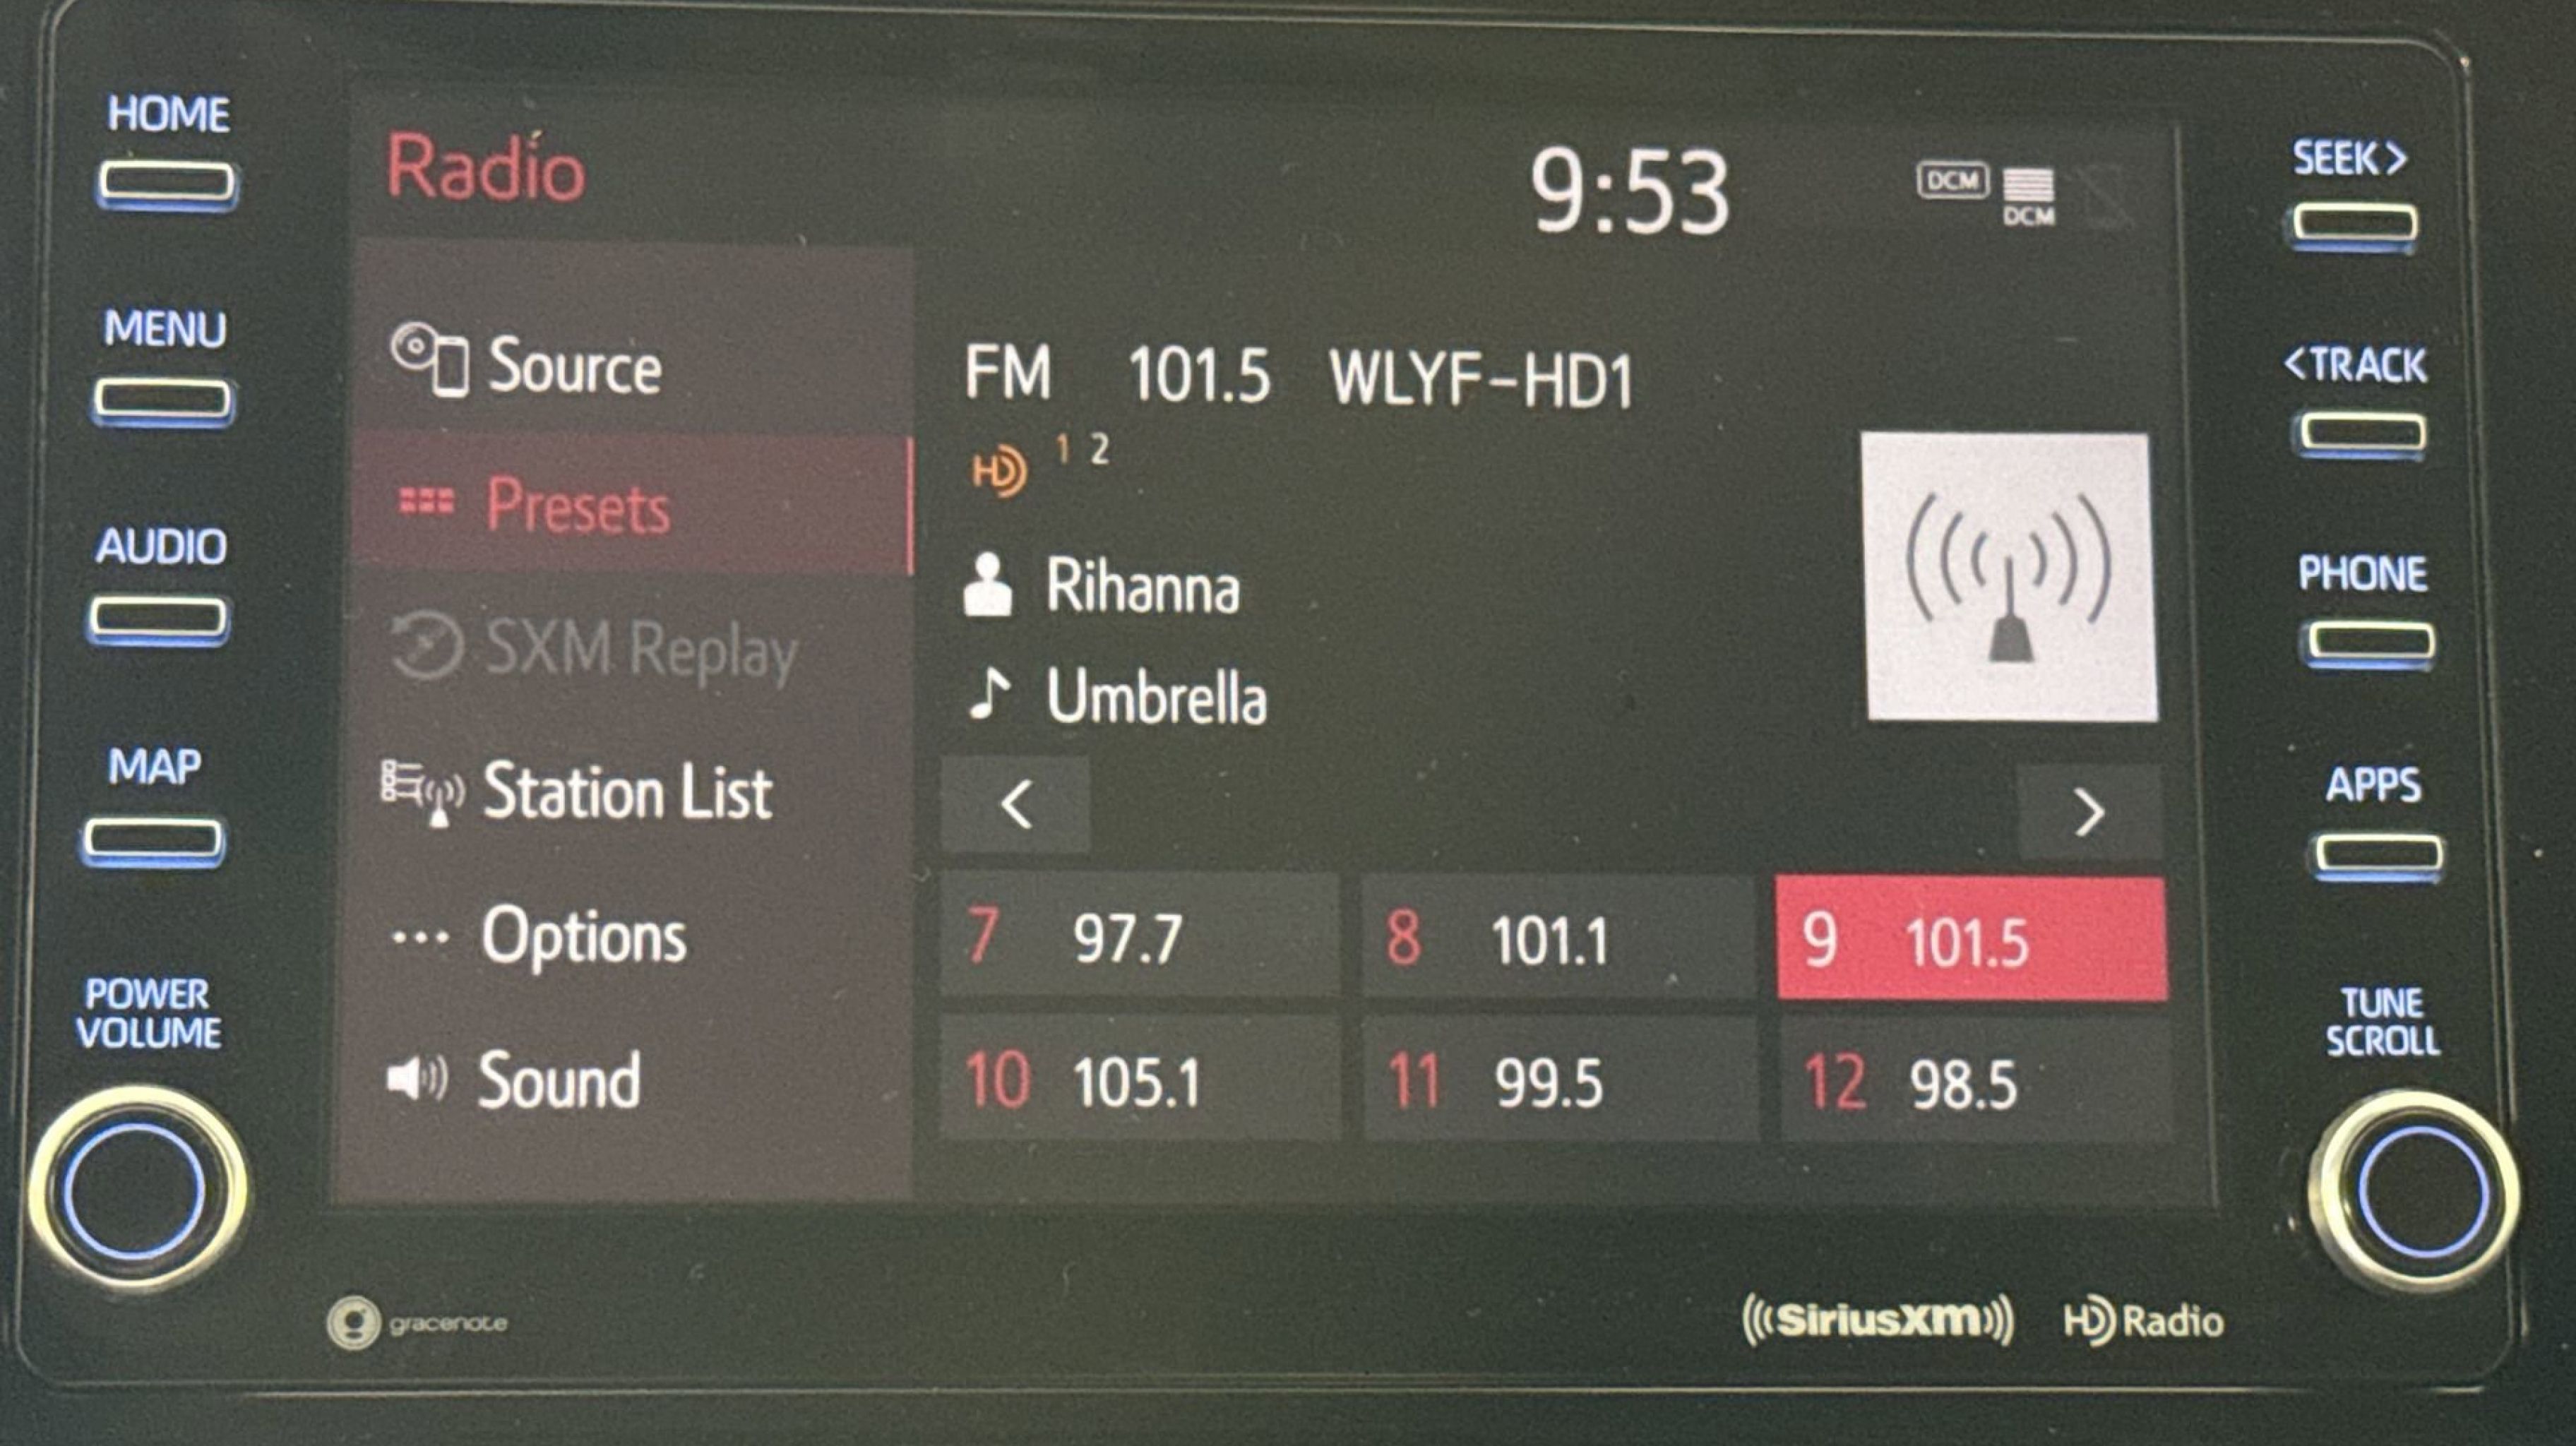 HOME
MENU
AUDIO
MAP
POWER
VOLUME
Radio
9:53
DCM
DCM
Source
Presets
SXM Replay
Station List
Options
Sound
FM 101.5 WLYF-HD1
HD 1 2
Rihanna
Umbrella
<
>
7 97.7 8 101.1 9 101.5
10 105.1 11 99.5 12 98.5
SEEK>
<TRACK
PHONE
APPS
TUNE
SCROLL
gracenote
SiriusXm HD Radio